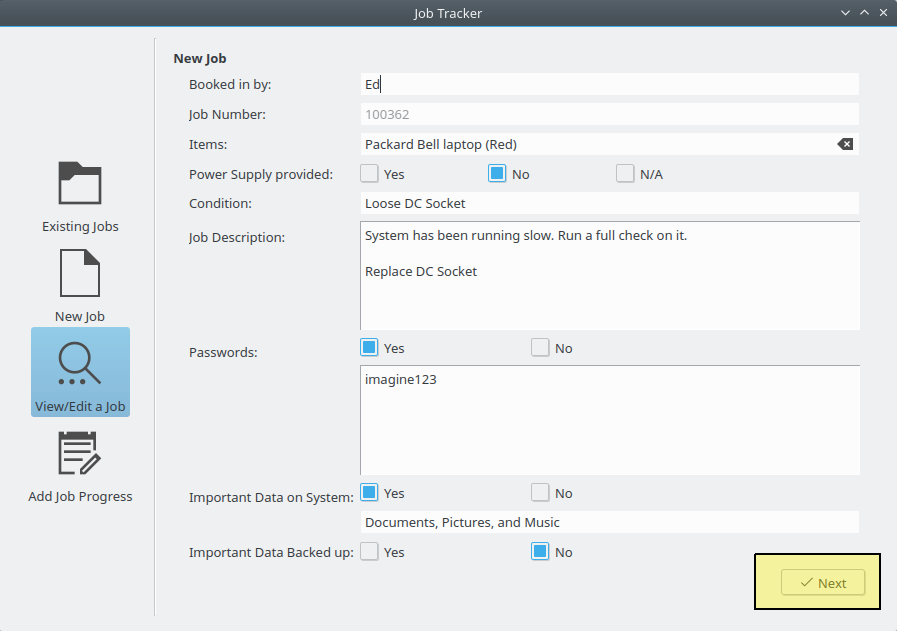 Job Tracker
New Job
Booked in by: Ed
Job Number: 100362
Items: Packard Bell laptop (Red)
Power Supply provided: Yes No N/A
Condition: Loose DC Socket
Job Description: System has been running slow. Run a full check on it.
Replace DC Socket
Passwords: Yes No
imagine123
Important Data on System: Yes No
Documents, Pictures, and Music
Important Data Backed up: Yes No
Existing Jobs
New Job
View/Edit a Job
Add Job Progress
Next